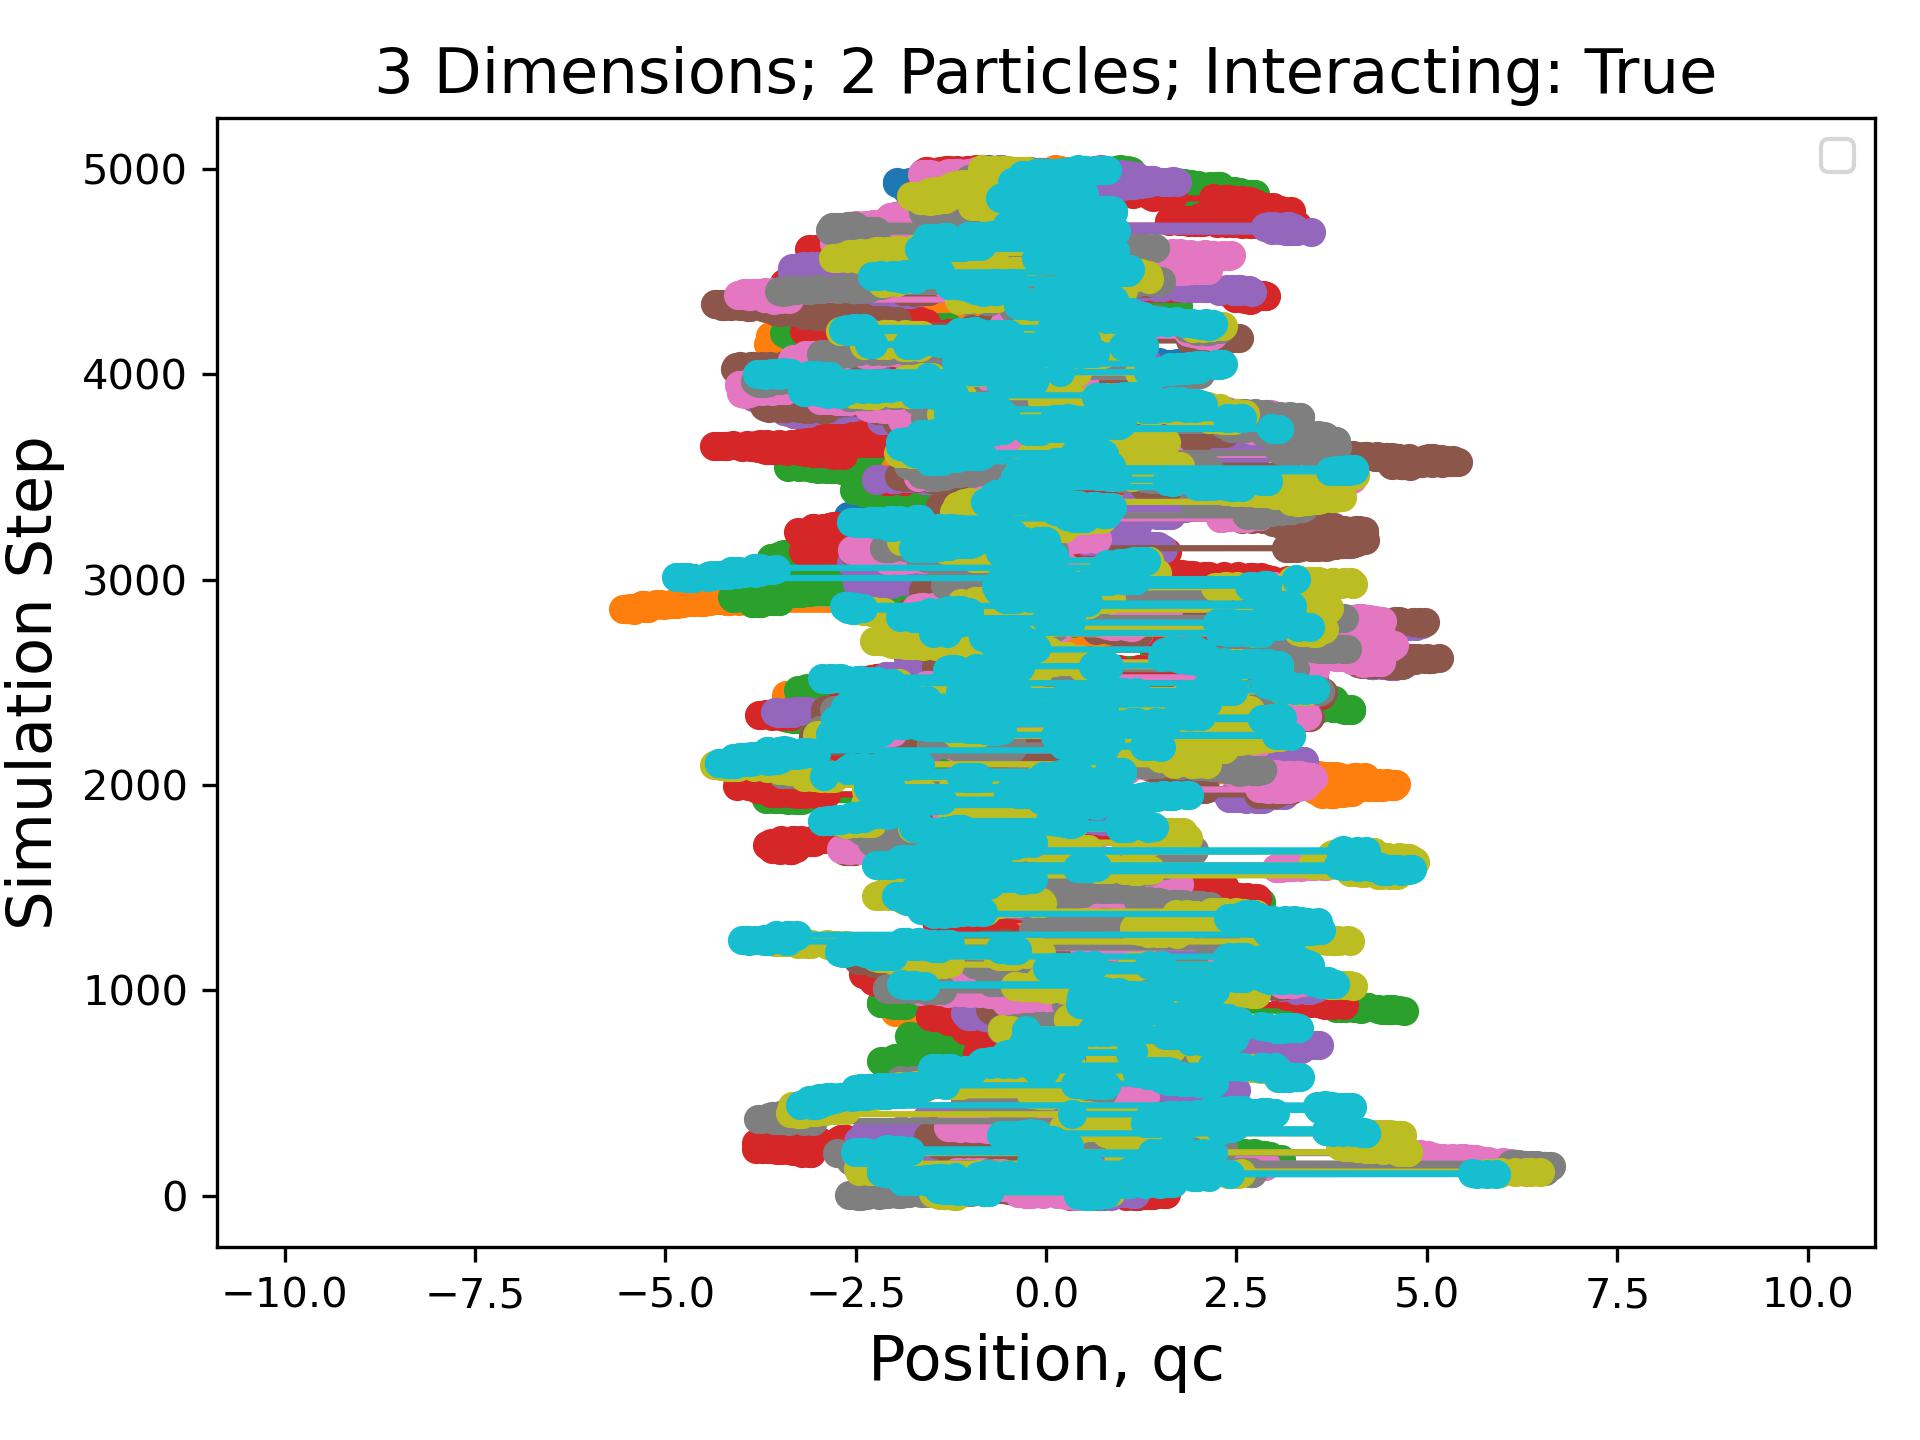 3 Dimensions; 2 Particles; Interacting: True
Simulation Step
5000
4000
3000
2000
1000
0
−10.0 −7.5 −5.0 −2.5 0.0 2.5 5.0 7.5 10.0
Position, qc